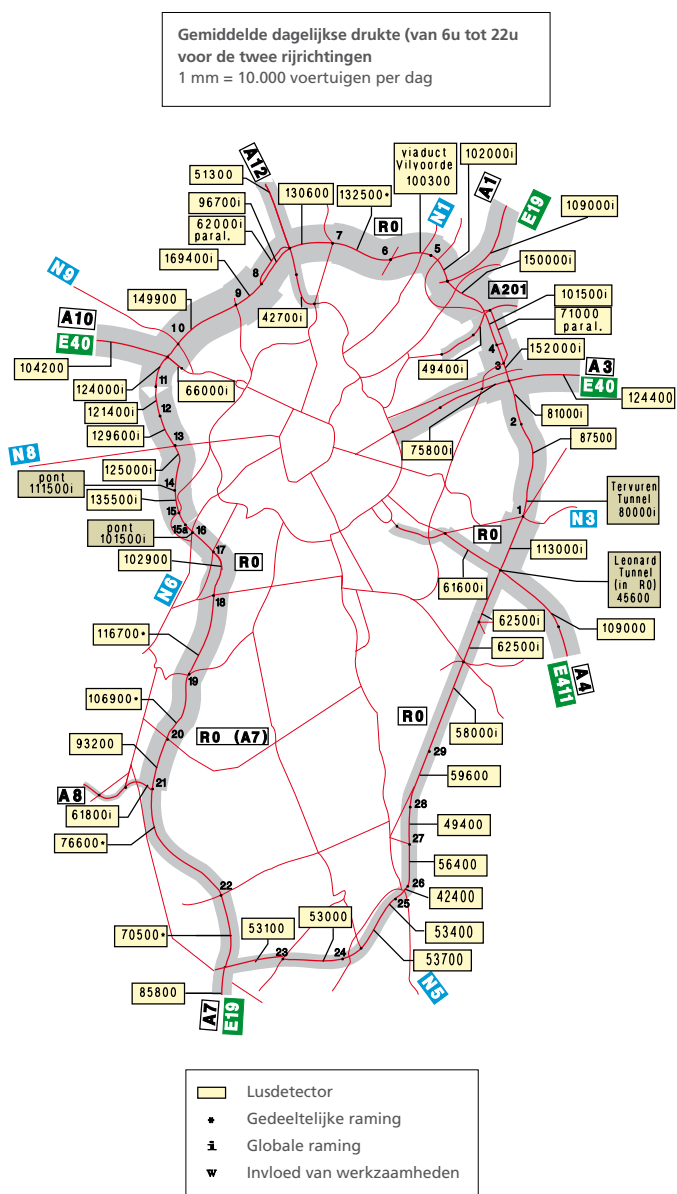 Gemiddelde dagelijkse drukte (van 6u tot 22u
voor de twee rijrichtingen
1 mm = 10.000 voertuigen per dag
viaduct
Vilvoorde
100300
102000i
A12
A1
E19
51300
130600
132500*
N1
109000i
96700i
R0
62000i
paral.
7
6
5
169400i
150000i
N9
8
9
A201
149900
42700i
101500i
71000
paral.
A10
10
E40
4
152000i
104200
49400i
3
A3
E40
124000i
11
66000i
124400
121400i
12
81000i
129600i
2
13
75800i
87500
N8
125000i
pont
111500i
14
135500i
15
Tervuren
Tunnel
80000i
1
N3
pont
101500i
15a
16
R0
17
R0
113000i
102900
Leonard
Tunnel
(in R0)
45600
N6
61600i
18
62500i
109000
116700*
62500i
E411
A4
19
106900*
R0
58000i
20
R0 (A7)
93200
29
59600
21
A8
61800i
28
49400
76600*
27
56400
22
26
42400
25
53100
53000
53400
70500*
23
24
53700
N5
85800
A7
E19
Lusdetector
* Gedeeltelijke raming
i Globale raming
w Invloed van werkzaamheden